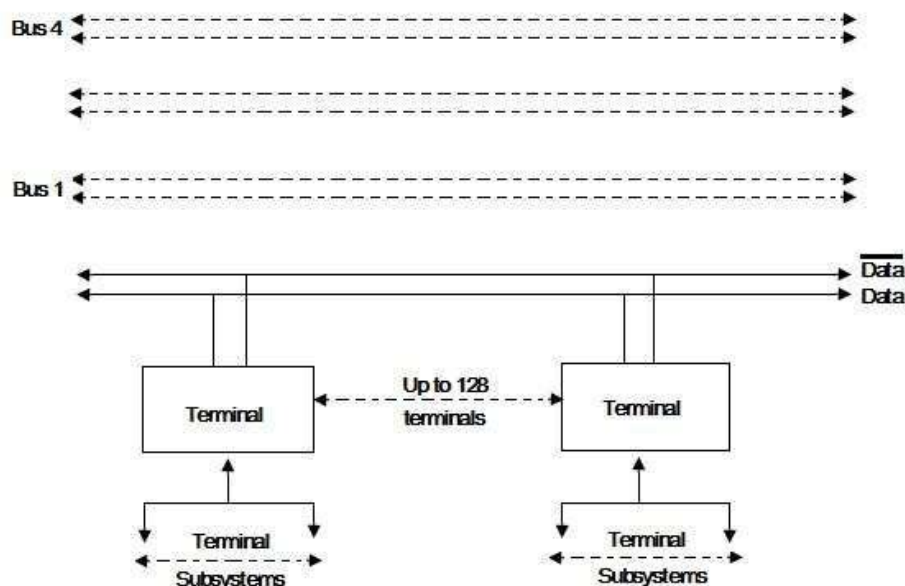 Bus 4
Bus 1
Data
Data
Up to 128
terminals
Terminal
Terminal
Terminal
Subsystems
Terminal
Subsystems